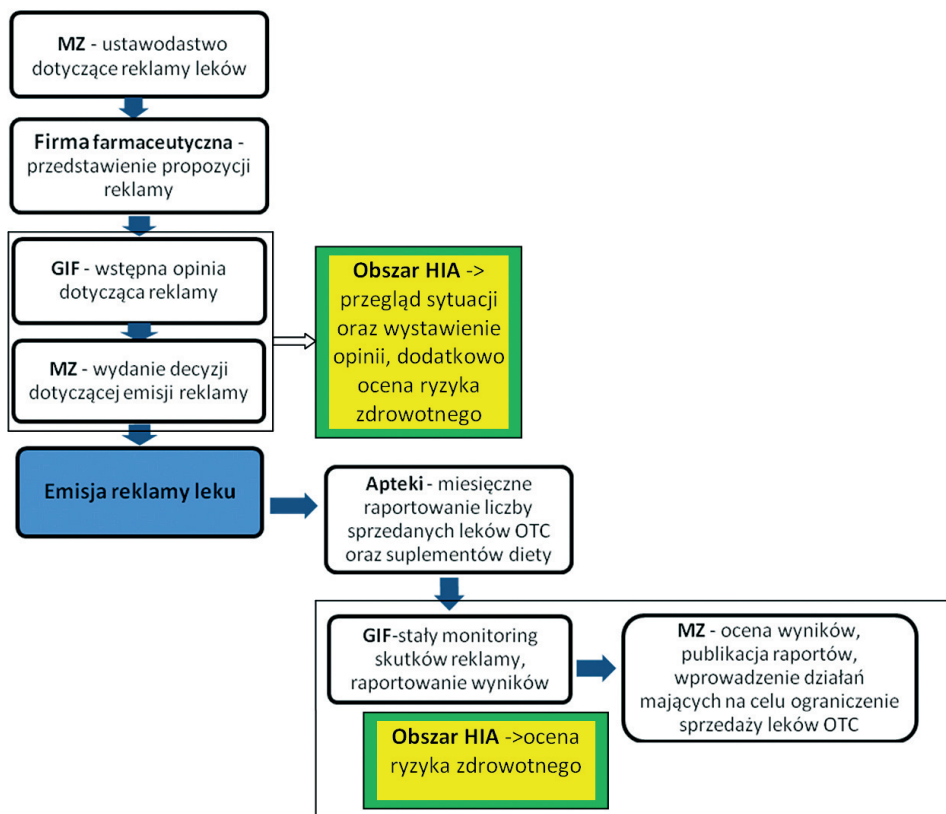 MZ - ustawodastwo
dotyczące reklamy leków
Firma farmaceutyczna -
przedstawienie propozycji
reklamy
GIF - wstępna opinia
dotycząca reklamy
MZ - wydanie decyzji
dotyczącej emisji reklamy
Obszar HIA ->
przegląd sytuacji
oraz wystawienie
opinii, dodatkowo
ocena ryzyka
zdrowotnego
Emisja reklamy leku
Apteki - miesięczne
raportowanie liczby
sprzedanych leków OTC
oraz suplementów diety
GIF-stały monitoring
skutków reklamy,
raportowanie wyników
MZ - ocena wyników,
publikacja raportów,
wprowadzenie działań
mających na celu ograniczenie
sprzedaży leków OTC
Obszar HIA ->ocena
ryzyka zdrowotnego